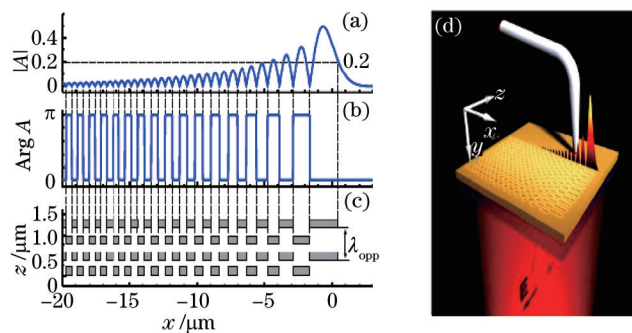 (a)
|A|
0.4
0.2
0
0.2
(b)
Arg A
π
0
(c)
z /μm
1.5
1.0
0.5
0
λopp
−20
−15
−10
−5
0
x /μm
(d)
z
x
y
E